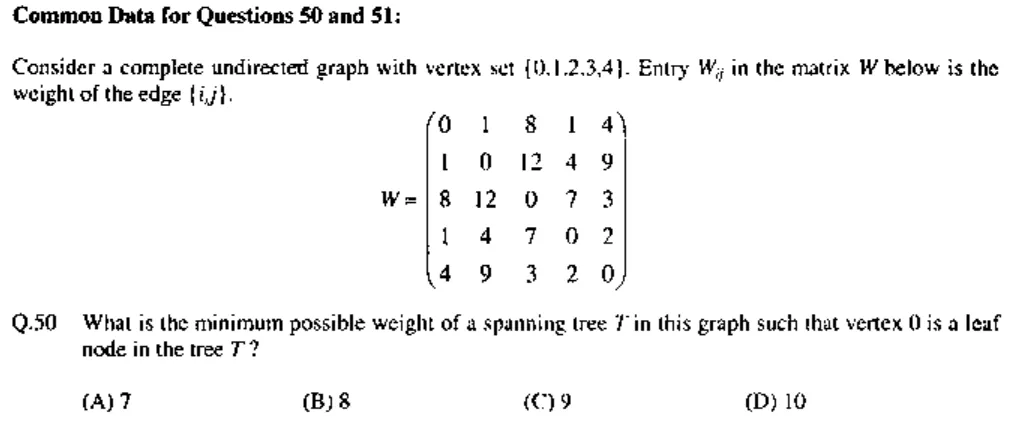 Common Data for Questions 50 and 51:
Consider a complete undirected graph with vertex set {0,1,2,3,4}. Entry Wij in the matrix W below is the
weight of the edge {i,j}.
0 1 8 1 4
1 0 12 4 9
W = 8 12 0 7 3
1 4 7 0 2
4 9 3 2 0
Q.50 What is the minimum possible weight of a spanning tree T in this graph such that vertex 0 is a leaf
node in the tree T?
(A) 7 (B) 8 (C) 9 (D) 10